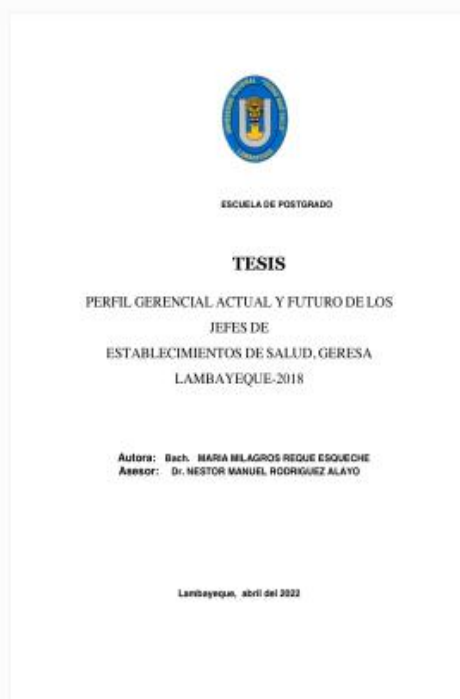 ESCUELA DE POSTGRADO
TESIS
PERFIL GERENCIAL ACTUAL Y FUTURO DE LOS
JEFES DE
ESTABLECIMIENTOS DE SALUD, GERESA
LAMBAYEQUE-2018
Autora: Bach. MARIA MILAGROS REQUE ESQUECHE
Asesor: Dr. NESTOR MANUEL RODRIGUEZ ALAYO
Lambayeque, abril del 2022